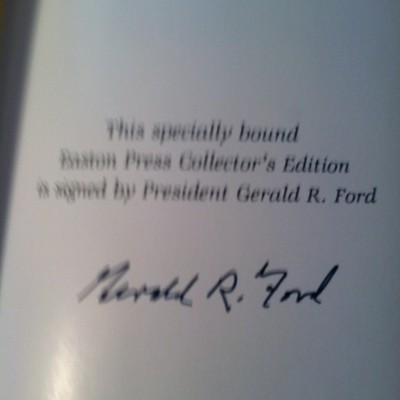 This specially bound
Easton Press Collector's Edition
is signed by President Gerald R. Ford
Gerald R. Ford